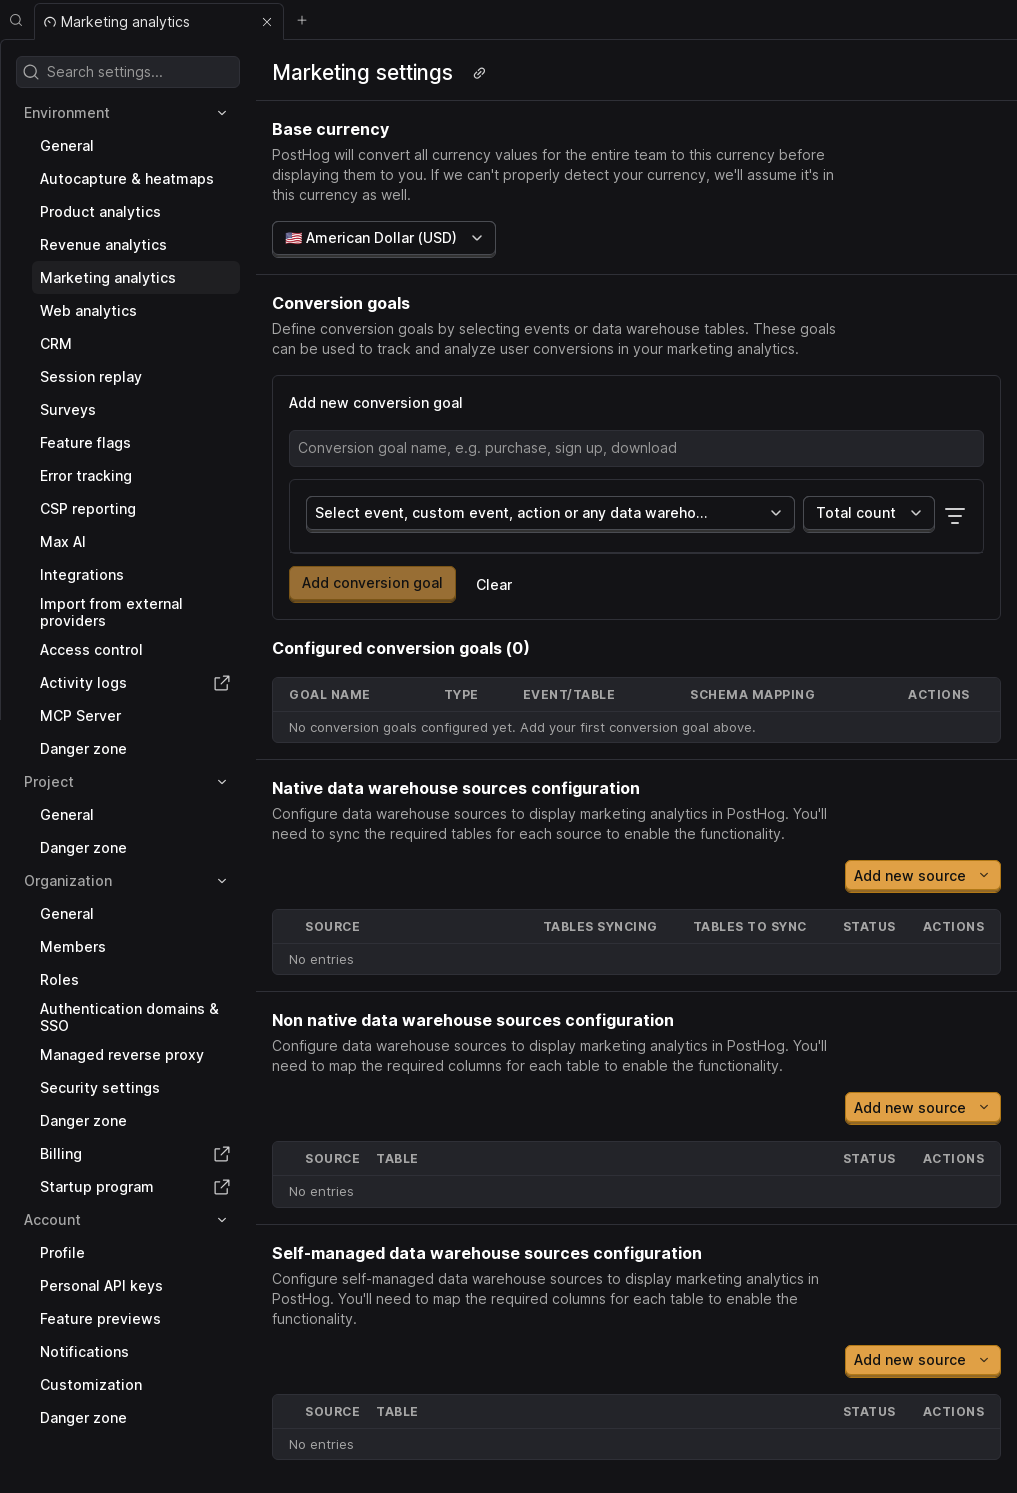 Marketing analytics
Search settings...
Environment
General
Autocapture & heatmaps
Product analytics
Revenue analytics
Marketing analytics
Web analytics
CRM
Session replay
Surveys
Feature flags
Error tracking
CSP reporting
Max AI
Integrations
Import from external
providers
Access control
Activity logs
MCP Server
Danger zone
Project
General
Danger zone
Organization
General
Members
Roles
Authentication domains &
SSO
Managed reverse proxy
Security settings
Danger zone
Billing
Startup program
Account
Profile
Personal API keys
Feature previews
Notifications
Customization
Danger zone
Marketing settings
Base currency
PostHog will convert all currency values for the entire team to this currency before
displaying them to you. If we can't properly detect your currency, we'll assume it's in
this currency as well.
🇺🇸 American Dollar (USD)
Conversion goals
Define conversion goals by selecting events or data warehouse tables. These goals
can be used to track and analyze user conversions in your marketing analytics.
Add new conversion goal
Conversion goal name, e.g. purchase, sign up, download
Select event, custom event, action or any data wareho... Total count
Add conversion goal Clear
Configured conversion goals (0)
GOAL NAME TYPE EVENT/TABLE SCHEMA MAPPING ACTIONS
No conversion goals configured yet. Add your first conversion goal above.
Native data warehouse sources configuration
Configure data warehouse sources to display marketing analytics in PostHog. You'll
need to sync the required tables for each source to enable the functionality.
Add new source
SOURCE TABLES SYNCING TABLES TO SYNC STATUS ACTIONS
No entries
Non native data warehouse sources configuration
Configure data warehouse sources to display marketing analytics in PostHog. You'll
need to map the required columns for each table to enable the functionality.
Add new source
SOURCE TABLE STATUS ACTIONS
No entries
Self-managed data warehouse sources configuration
Configure self-managed data warehouse sources to display marketing analytics in
PostHog. You'll need to map the required columns for each table to enable the
functionality.
Add new source
SOURCE TABLE STATUS ACTIONS
No entries